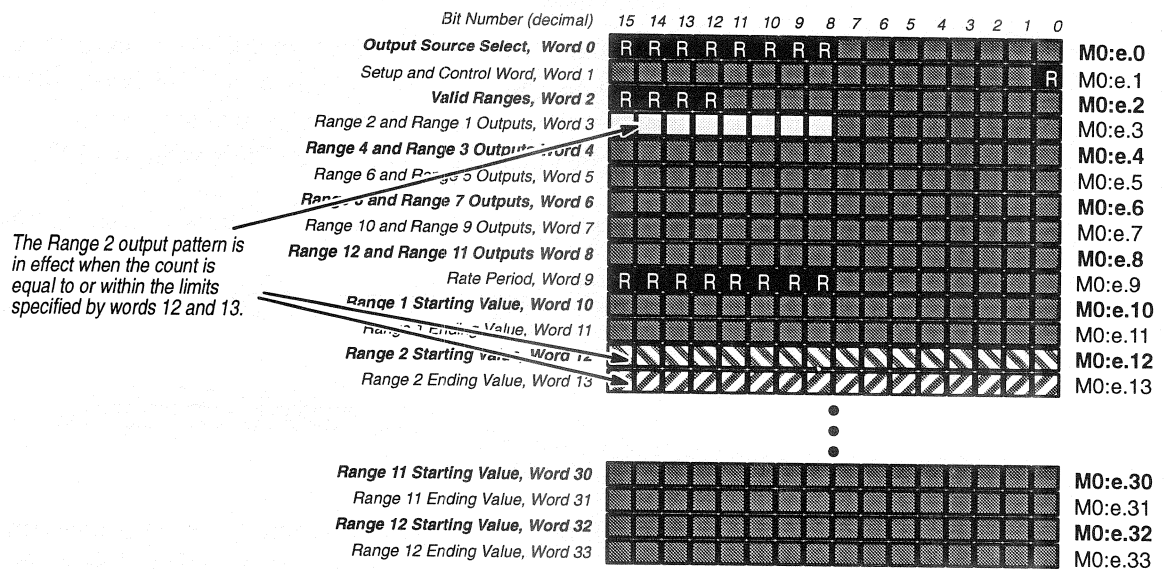 Bit Number (decimal) 15 14 13 12 11 10 9 8 7 6 5 4 3 2 1 0
Output Source Select, Word 0 R R R R R R R R M0:e.0
Setup and Control Word, Word 1 R M0:e.1
Valid Ranges, Word 2 R R R R M0:e.2
Range 2 and Range 1 Outputs, Word 3 M0:e.3
Range 4 and Range 3 Outputs Word 4 M0:e.4
Range 6 and Range 5 Outputs, Word 5 M0:e.5
and Range 7 Outputs, Word 6 M0:e.6
Range 10 and Range 9 Outputs, Word 7 M0:e.7
Range 12 and Range 11 Outputs Word 8 M0:e.8
Rate Period, Word 9 R R R R R R R R M0:e.9
Range 1 Starting Value, Word 10 M0:e.10
Range 1 Ending Value, Word 11 M0:e.11
Range 2 Starting Value, Word 12 M0:e.12
Range 2 Ending Value, Word 13 M0:e.13
The Range 2 output pattern is
in effect when the count is
equal to or within the limits
specified by words 12 and 13.
Range 11 Starting Value, Word 30 M0:e.30
Range 11 Ending Value, Word 31 M0:e.31
Range 12 Starting Value, Word 32 M0:e.32
Range 12 Ending Value, Word 33 M0:e.33